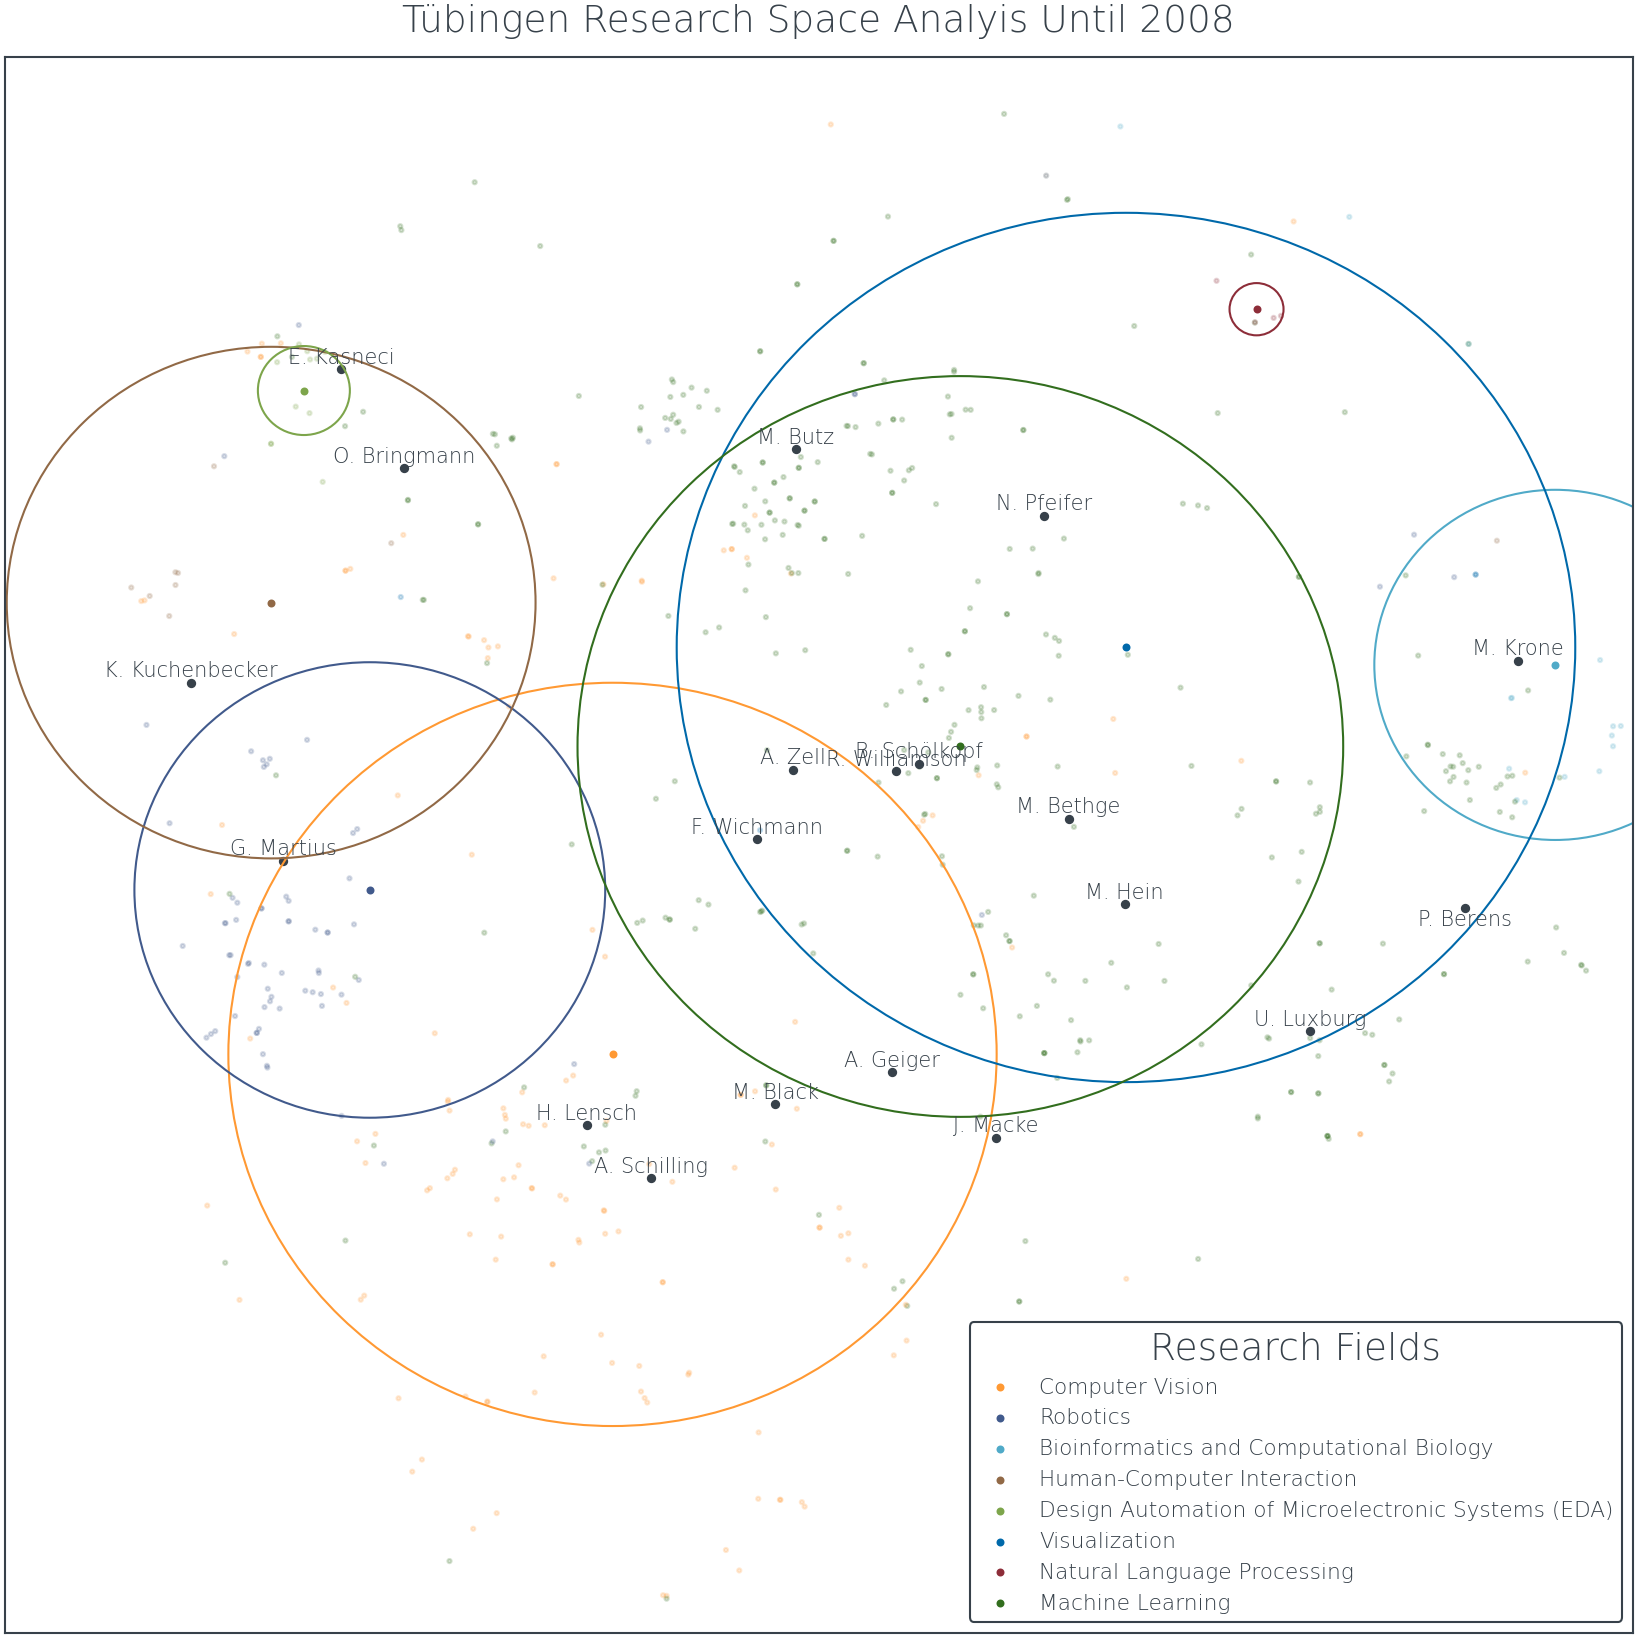 Tübingen Research Space Analyis Until 2008
E. Kasneci
M. Butz
O. Bringmann
N. Pfeifer
M. Krone
K. Kuchenbecker
B. Schölkopf
A. Zell
R. Williamson
M. Bethge
F. Wichmann
G. Martius
M. Hein
P. Berens
U. Luxburg
A. Geiger
M. Black
H. Lensch
J. Macke
A. Schilling
Research Fields
Computer Vision
Robotics
Bioinformatics and Computational Biology
Human-Computer Interaction
Design Automation of Microelectronic Systems (EDA)
Visualization
Natural Language Processing
Machine Learning